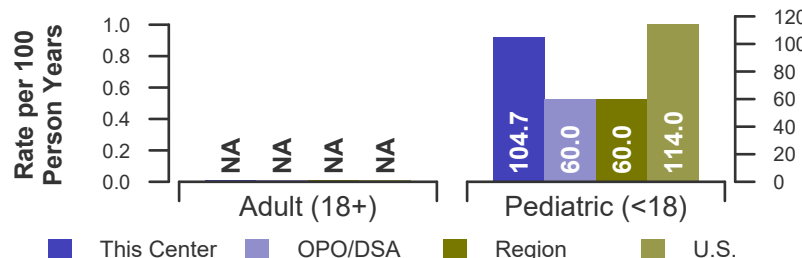 Rate per 100
Person Years
1.0
0.8
0.6
0.4
0.2
0.0
NA
NA
NA
NA
Adult (18+)
104.7
60.0
60.0
114.0
Pediatric (<18)
120
100
80
60
40
20
0
This Center
OPO/DSA
Region
U.S.